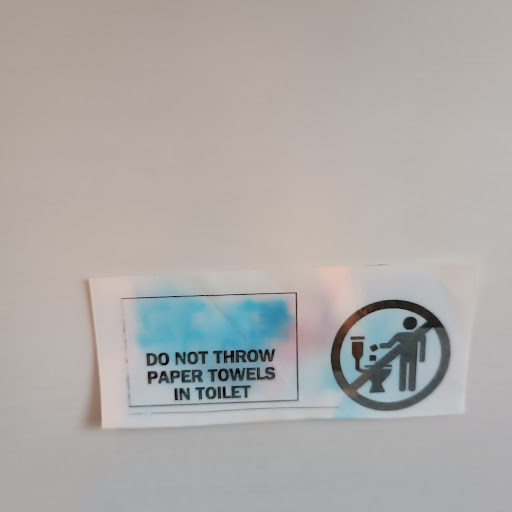 DO NOT THROW
PAPER TOWELS
IN TOILET